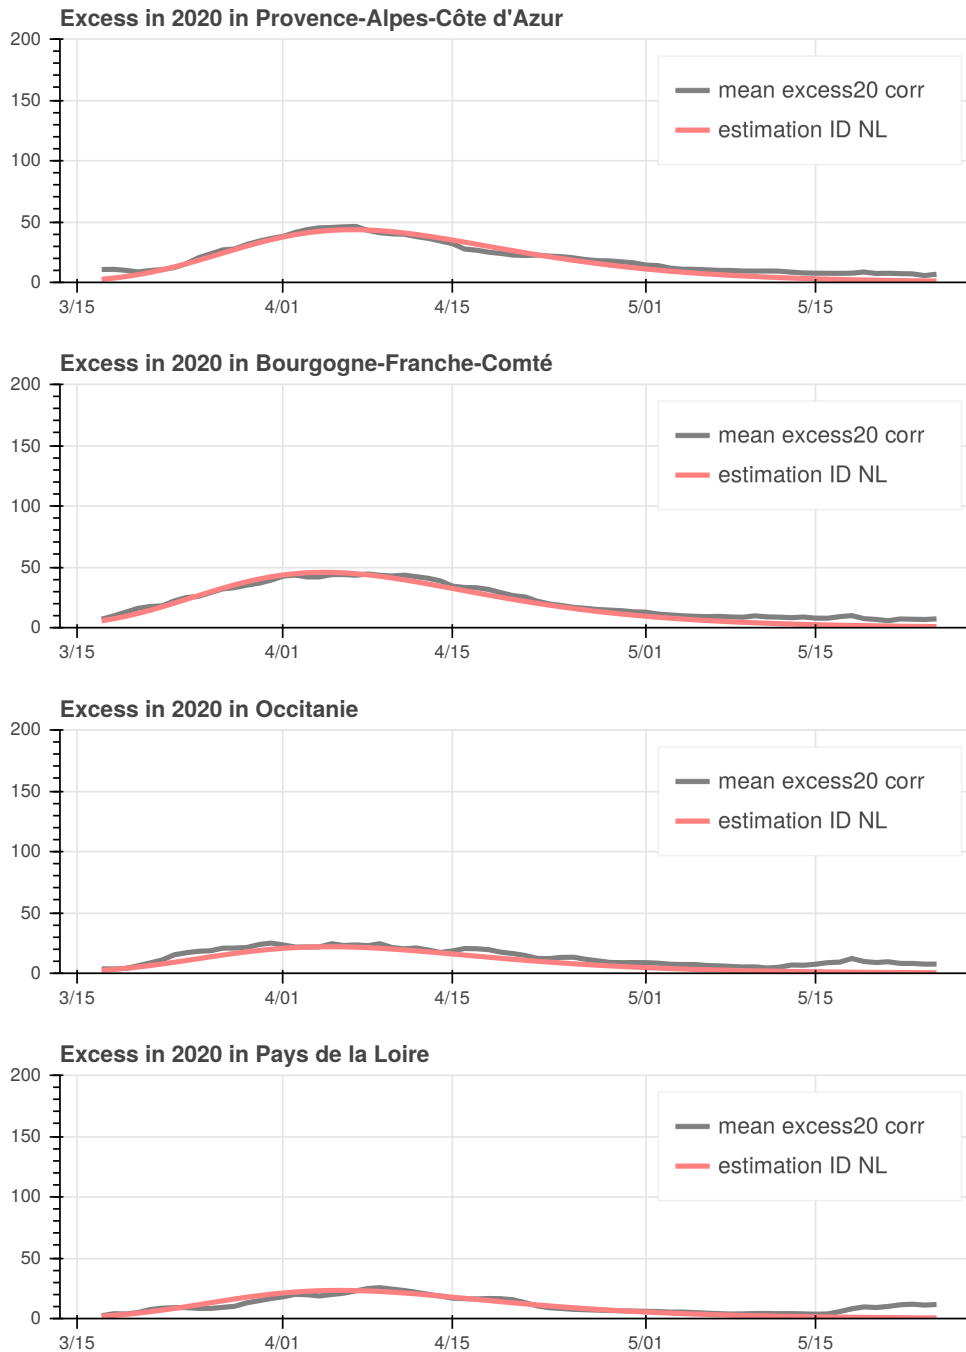 Excess in 2020 in Provence-Alpes-Côte d'Azur
200
150
100
50
0
mean excess20 corr
estimation ID NL
3/15 4/01 4/15 5/01 5/15
Excess in 2020 in Bourgogne-Franche-Comté
200
150
100
50
0
mean excess20 corr
estimation ID NL
3/15 4/01 4/15 5/01 5/15
Excess in 2020 in Occitanie
200
150
100
50
0
mean excess20 corr
estimation ID NL
3/15 4/01 4/15 5/01 5/15
Excess in 2020 in Pays de la Loire
200
150
100
50
0
mean excess20 corr
estimation ID NL
3/15 4/01 4/15 5/01 5/15